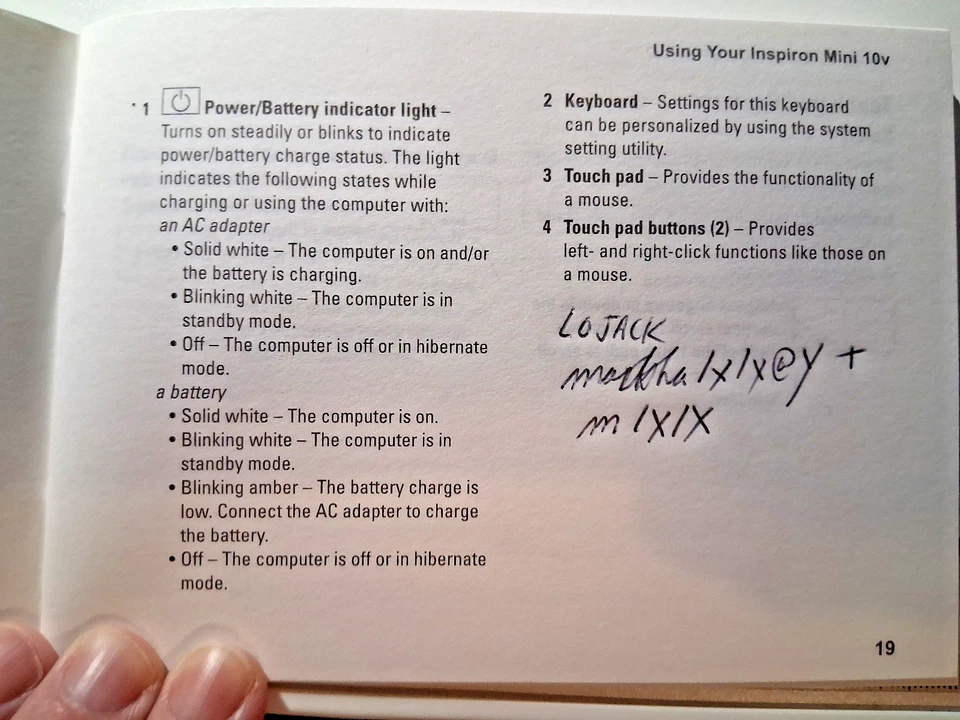 Using Your Inspiron Mini 10v
1 Power/Battery indicator light –
Turns on steadily or blinks to indicate
power/battery charge status. The light
indicates the following states while
charging or using the computer with:
an AC adapter
• Solid white – The computer is on and/or
the battery is charging.
• Blinking white – The computer is in
standby mode.
• Off – The computer is off or in hibernate
mode.
a battery
• Solid white – The computer is on.
• Blinking white – The computer is in
standby mode.
• Blinking amber – The battery charge is
low. Connect the AC adapter to charge
the battery.
• Off – The computer is off or in hibernate
mode.
2 Keyboard – Settings for this keyboard
can be personalized by using the system
setting utility.
3 Touch pad – Provides the functionality of
a mouse.
4 Touch pad buttons (2) – Provides
left- and right-click functions like those on
a mouse.
LOJACK
1x1x@y +
m 1X1X
19